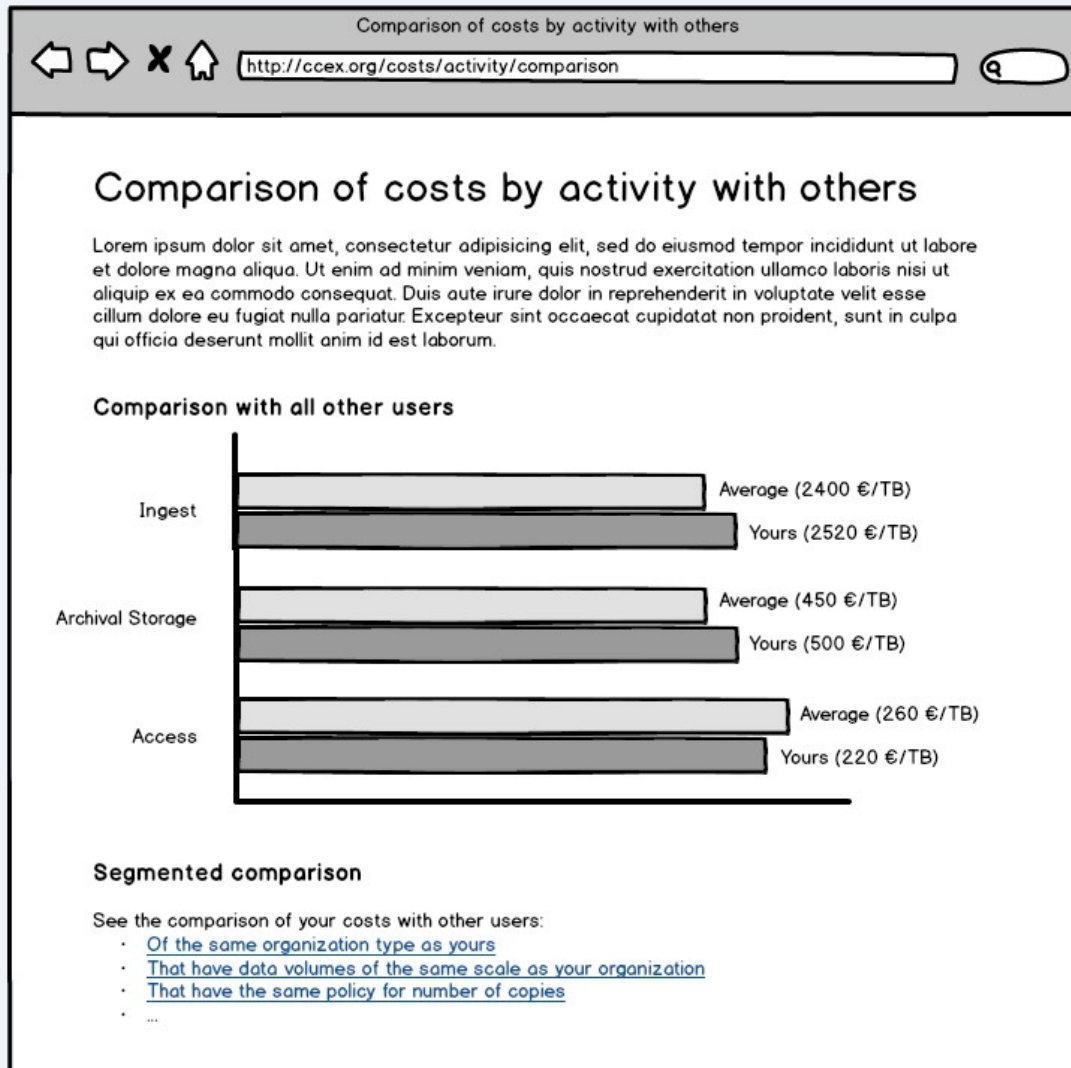 Comparison of costs by activity with others
http://ccex.org/costs/activity/comparison
Comparison of costs by activity with others
Lorem ipsum dolor sit amet, consectetur adipisicing elit, sed do eiusmod tempor incididunt ut labore
et dolore magna aliqua. Ut enim ad minim veniam, quis nostrud exercitation ullamco laboris nisi ut
aliquip ex ea commodo consequat. Duis aute irure dolor in reprehenderit in voluptate velit esse
cillum dolore eu fugiat nulla pariatur. Excepteur sint occaecat cupidatat non proident, sunt in culpa
qui officia deserunt mollit anim id est laborum.
Comparison with all other users
Ingest
Average (2400 €/TB)
Yours (2520 €/TB)
Archival Storage
Average (450 €/TB)
Yours (500 €/TB)
Access
Average (260 €/TB)
Yours (220 €/TB)
Segmented comparison
See the comparison of your costs with other users:
· Of the same organization type as yours
· That have data volumes of the same scale as your organization
· That have the same policy for number of copies
· ...